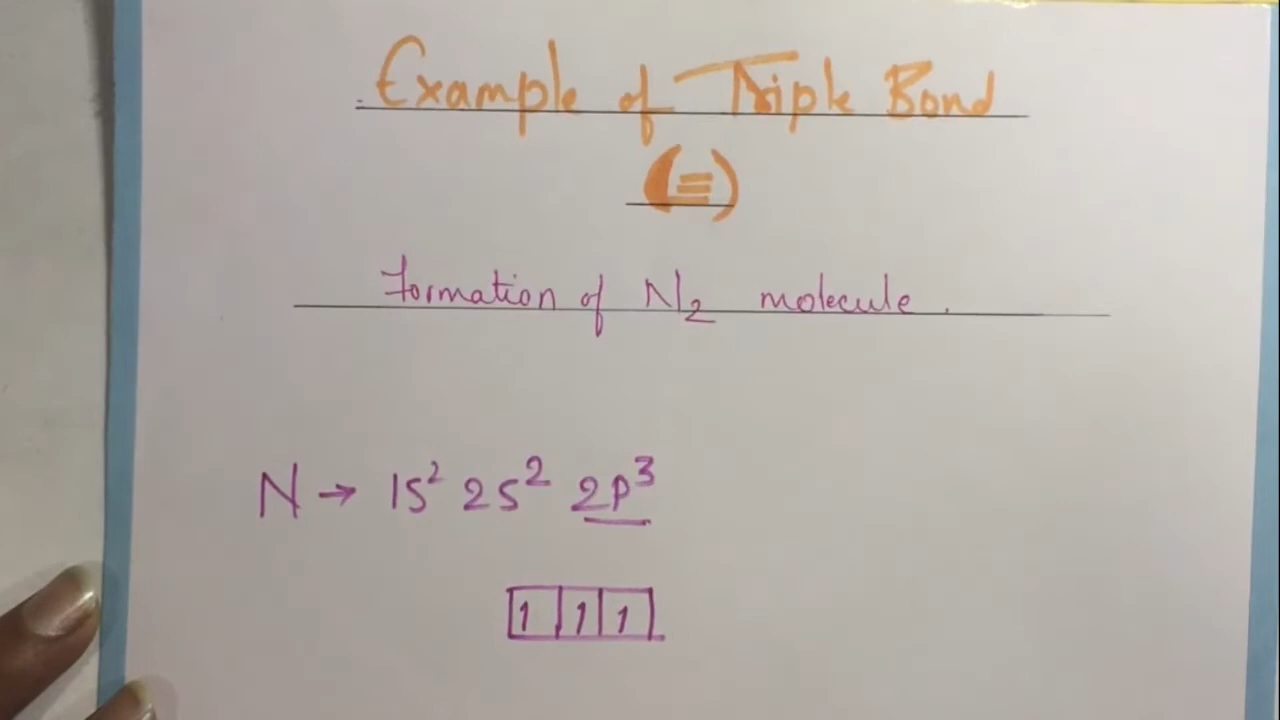 Example of Triple Bond
(≡)
Formation of N₂ molecule.
N → 1S² 2S² 2P³
1 1 1